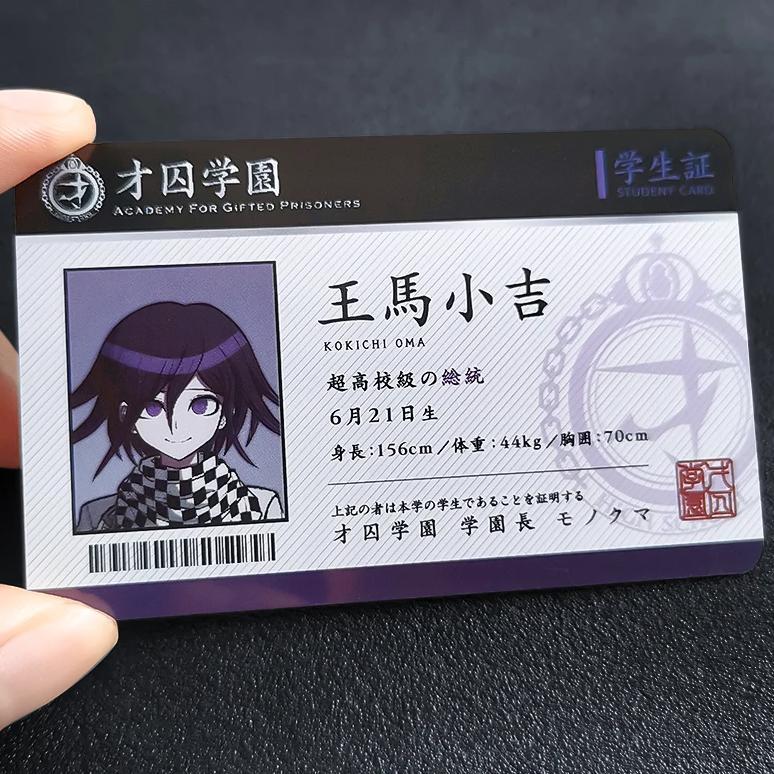 才囚学園
ACADEMY FOR GIFTED PRISONERS
学生証
STUDENT CARD
王馬小吉
KOKICHI OMA
超高校級の総統
6月21日生
身長:156cm/体重:44kg/胸囲:70cm
上記の者は本学の学生であることを証明する
才囚学園 学園長 モノクマ